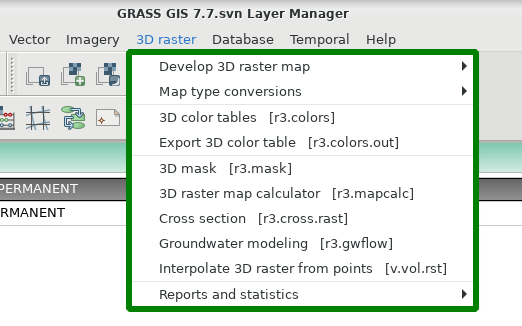 GRASS GIS 7.7.svn Layer Manager
Vector Imagery 3D raster Database Temporal Help
Develop 3D raster map
Map type conversions
3D color tables [r3.colors]
Export 3D color table [r3.colors.out]
3D mask [r3.mask]
PERMANENT
3D raster map calculator [r3.mapcalc]
RMANENT
Cross section [r3.cross.rast]
Groundwater modeling [r3.gwflow]
Interpolate 3D raster from points [v.vol.rst]
Reports and statistics